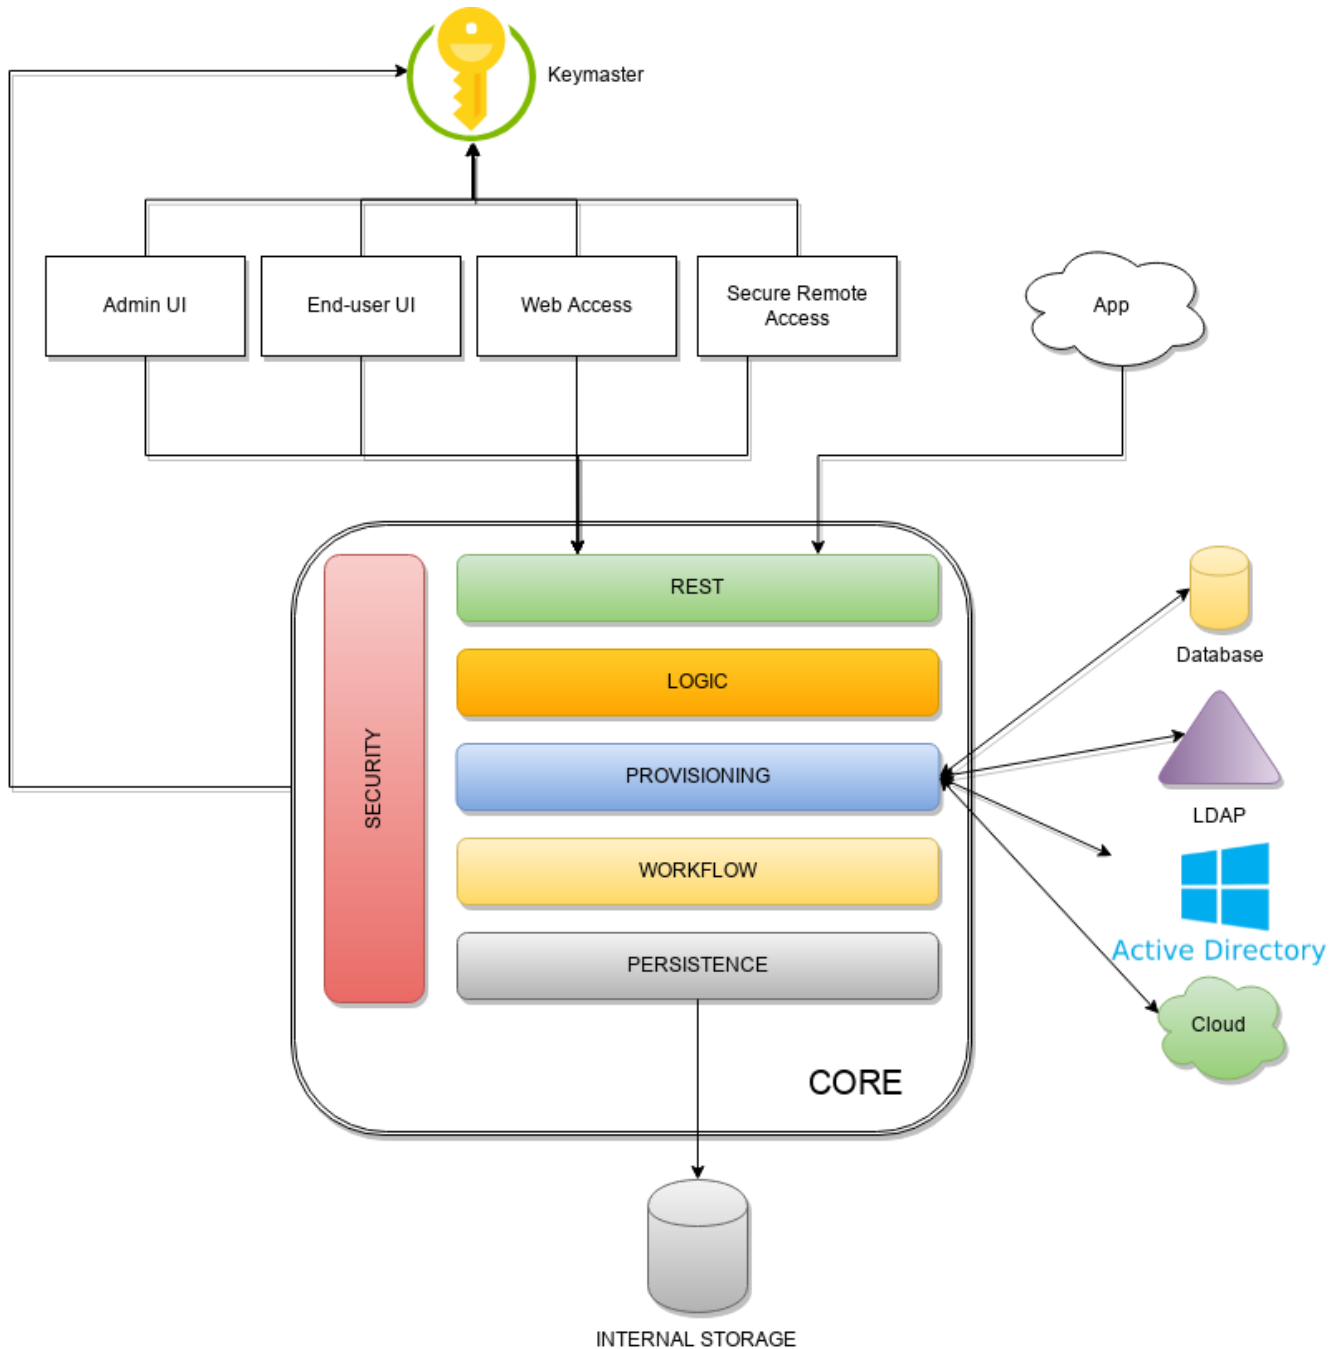 Keymaster
Admin UI
End-user UI
Web Access
Secure Remote
Access
App
REST
LOGIC
PROVISIONING
WORKFLOW
PERSISTENCE
SECURITY
CORE
Database
LDAP
Active Directory
Cloud
INTERNAL STORAGE